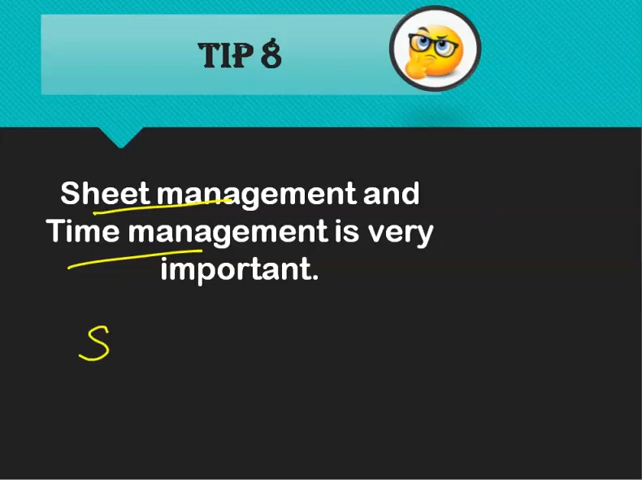 TIP 8
Sheet management and
Time management is very
important.
S